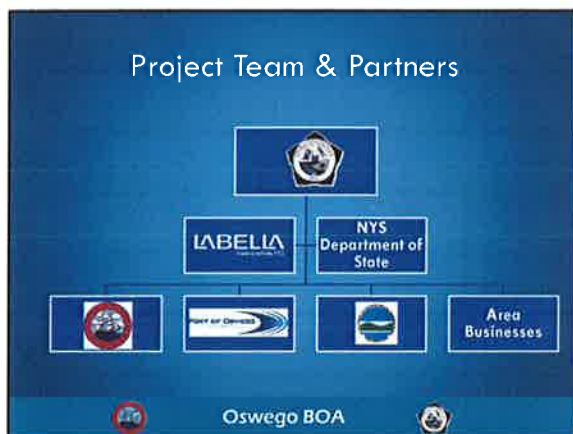 Project Team & Partners
LABELLA
NYS
Department of
State
Area
Businesses
Oswego BOA